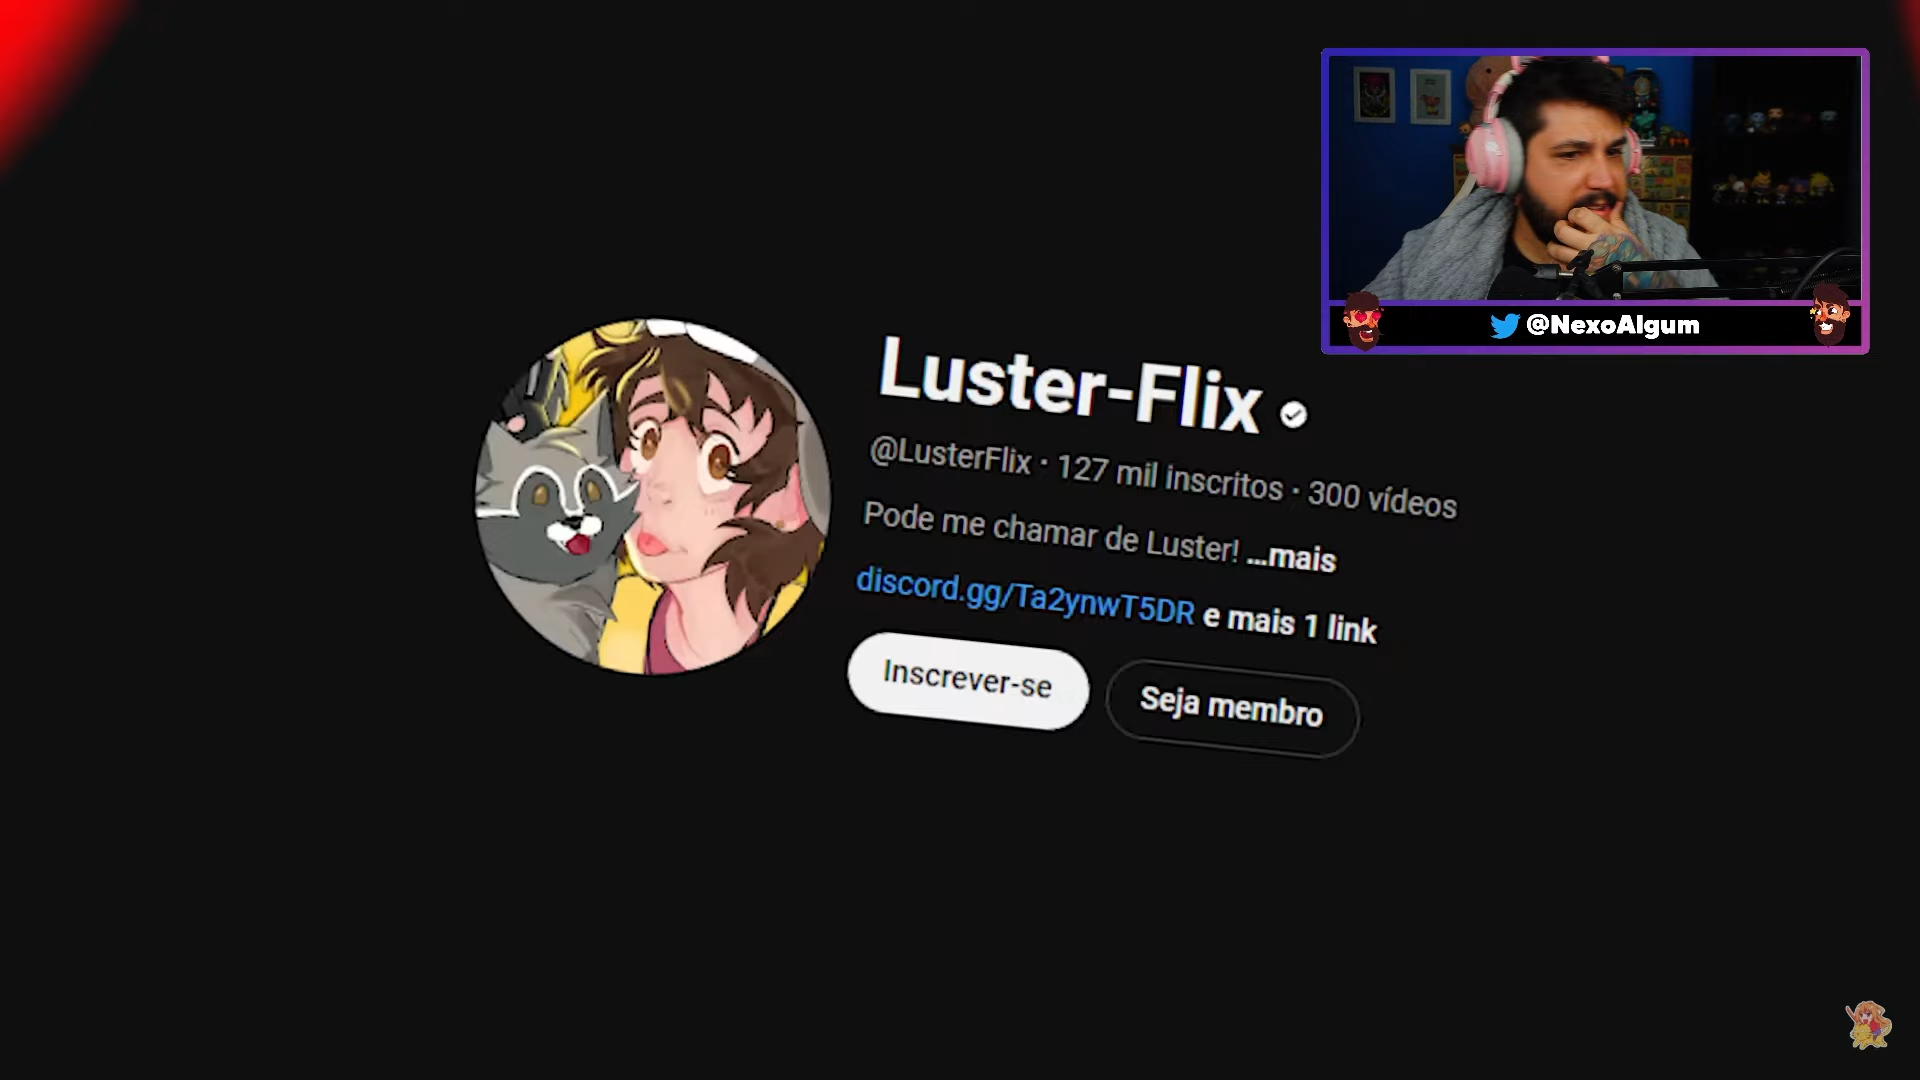 @NexoAlgum
Luster-Flix
@LusterFlix · 127 mil inscritos · 300 vídeos
Pode me chamar de Luster! ...mais
discord.gg/Ta2ynwT5DR e mais 1 link
Inscrever-se
Seja membro